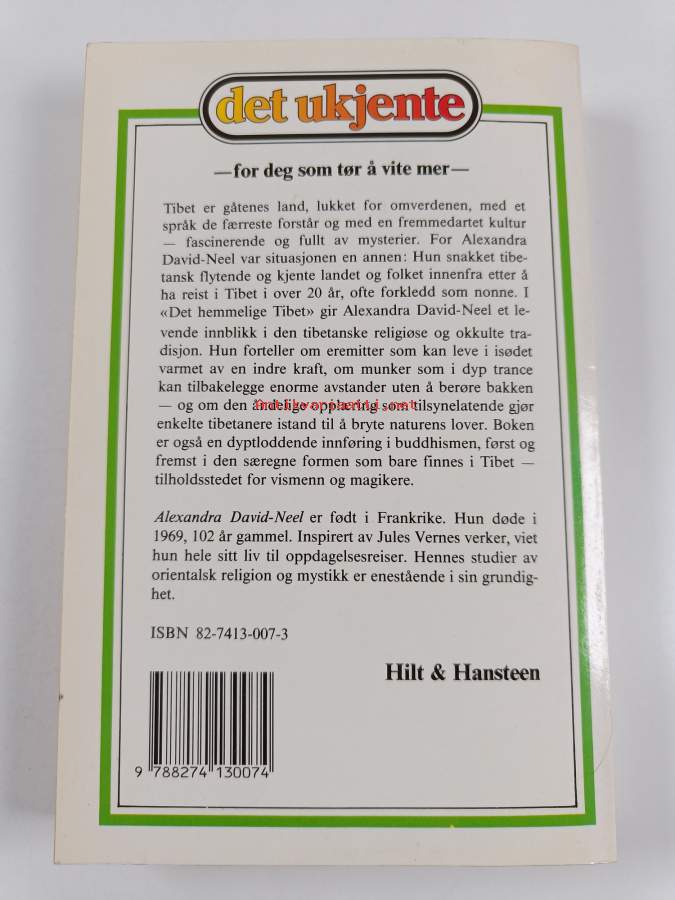 det ukjente
—for deg som tør å vite mer—
Tibet er gåtenes land, lukket for omverdenen, med et
språk de færreste forstår og med en fremmedartet kultur
— fascinerende og fullt av mysterier. For Alexandra
David-Neel var situasjonen en annen: Hun snakket tibe-
tansk flytende og kjente landet og folket innenfra etter å
ha reist i Tibet i over 20 år, ofte forkledd som nonne. I
«Det hemmelige Tibet» gir Alexandra David-Neel et le-
vende innblikk i den tibetanske religiøse og okkulte tra-
disjon. Hun forteller om eremitter som kan leve i isødet
varmet av en indre kraft, om munker som i dyp trance
kan tilbakelegge enorme avstander uten å berøre bakken
— og om den åndelige opplæring som tilsynelatende gjør
enkelte tibetanere istand til å bryte naturens lover. Boken
er også en dyptloddende innføring i buddhismen, først og
fremst i den særegne formen som bare finnes i Tibet —
tilholdsstedet for vismenn og magikere.
Alexandra David-Neel er født i Frankrike. Hun døde i
1969, 102 år gammel. Inspirert av Jules Vernes verker, viet
hun hele sitt liv til oppdagelsesreiser. Hennes studier av
orientalsk religion og mystikk er enestående i sin grundig-
het.
ISBN 82-7413-007-3
Hilt & Hansteen
9 788274 130074